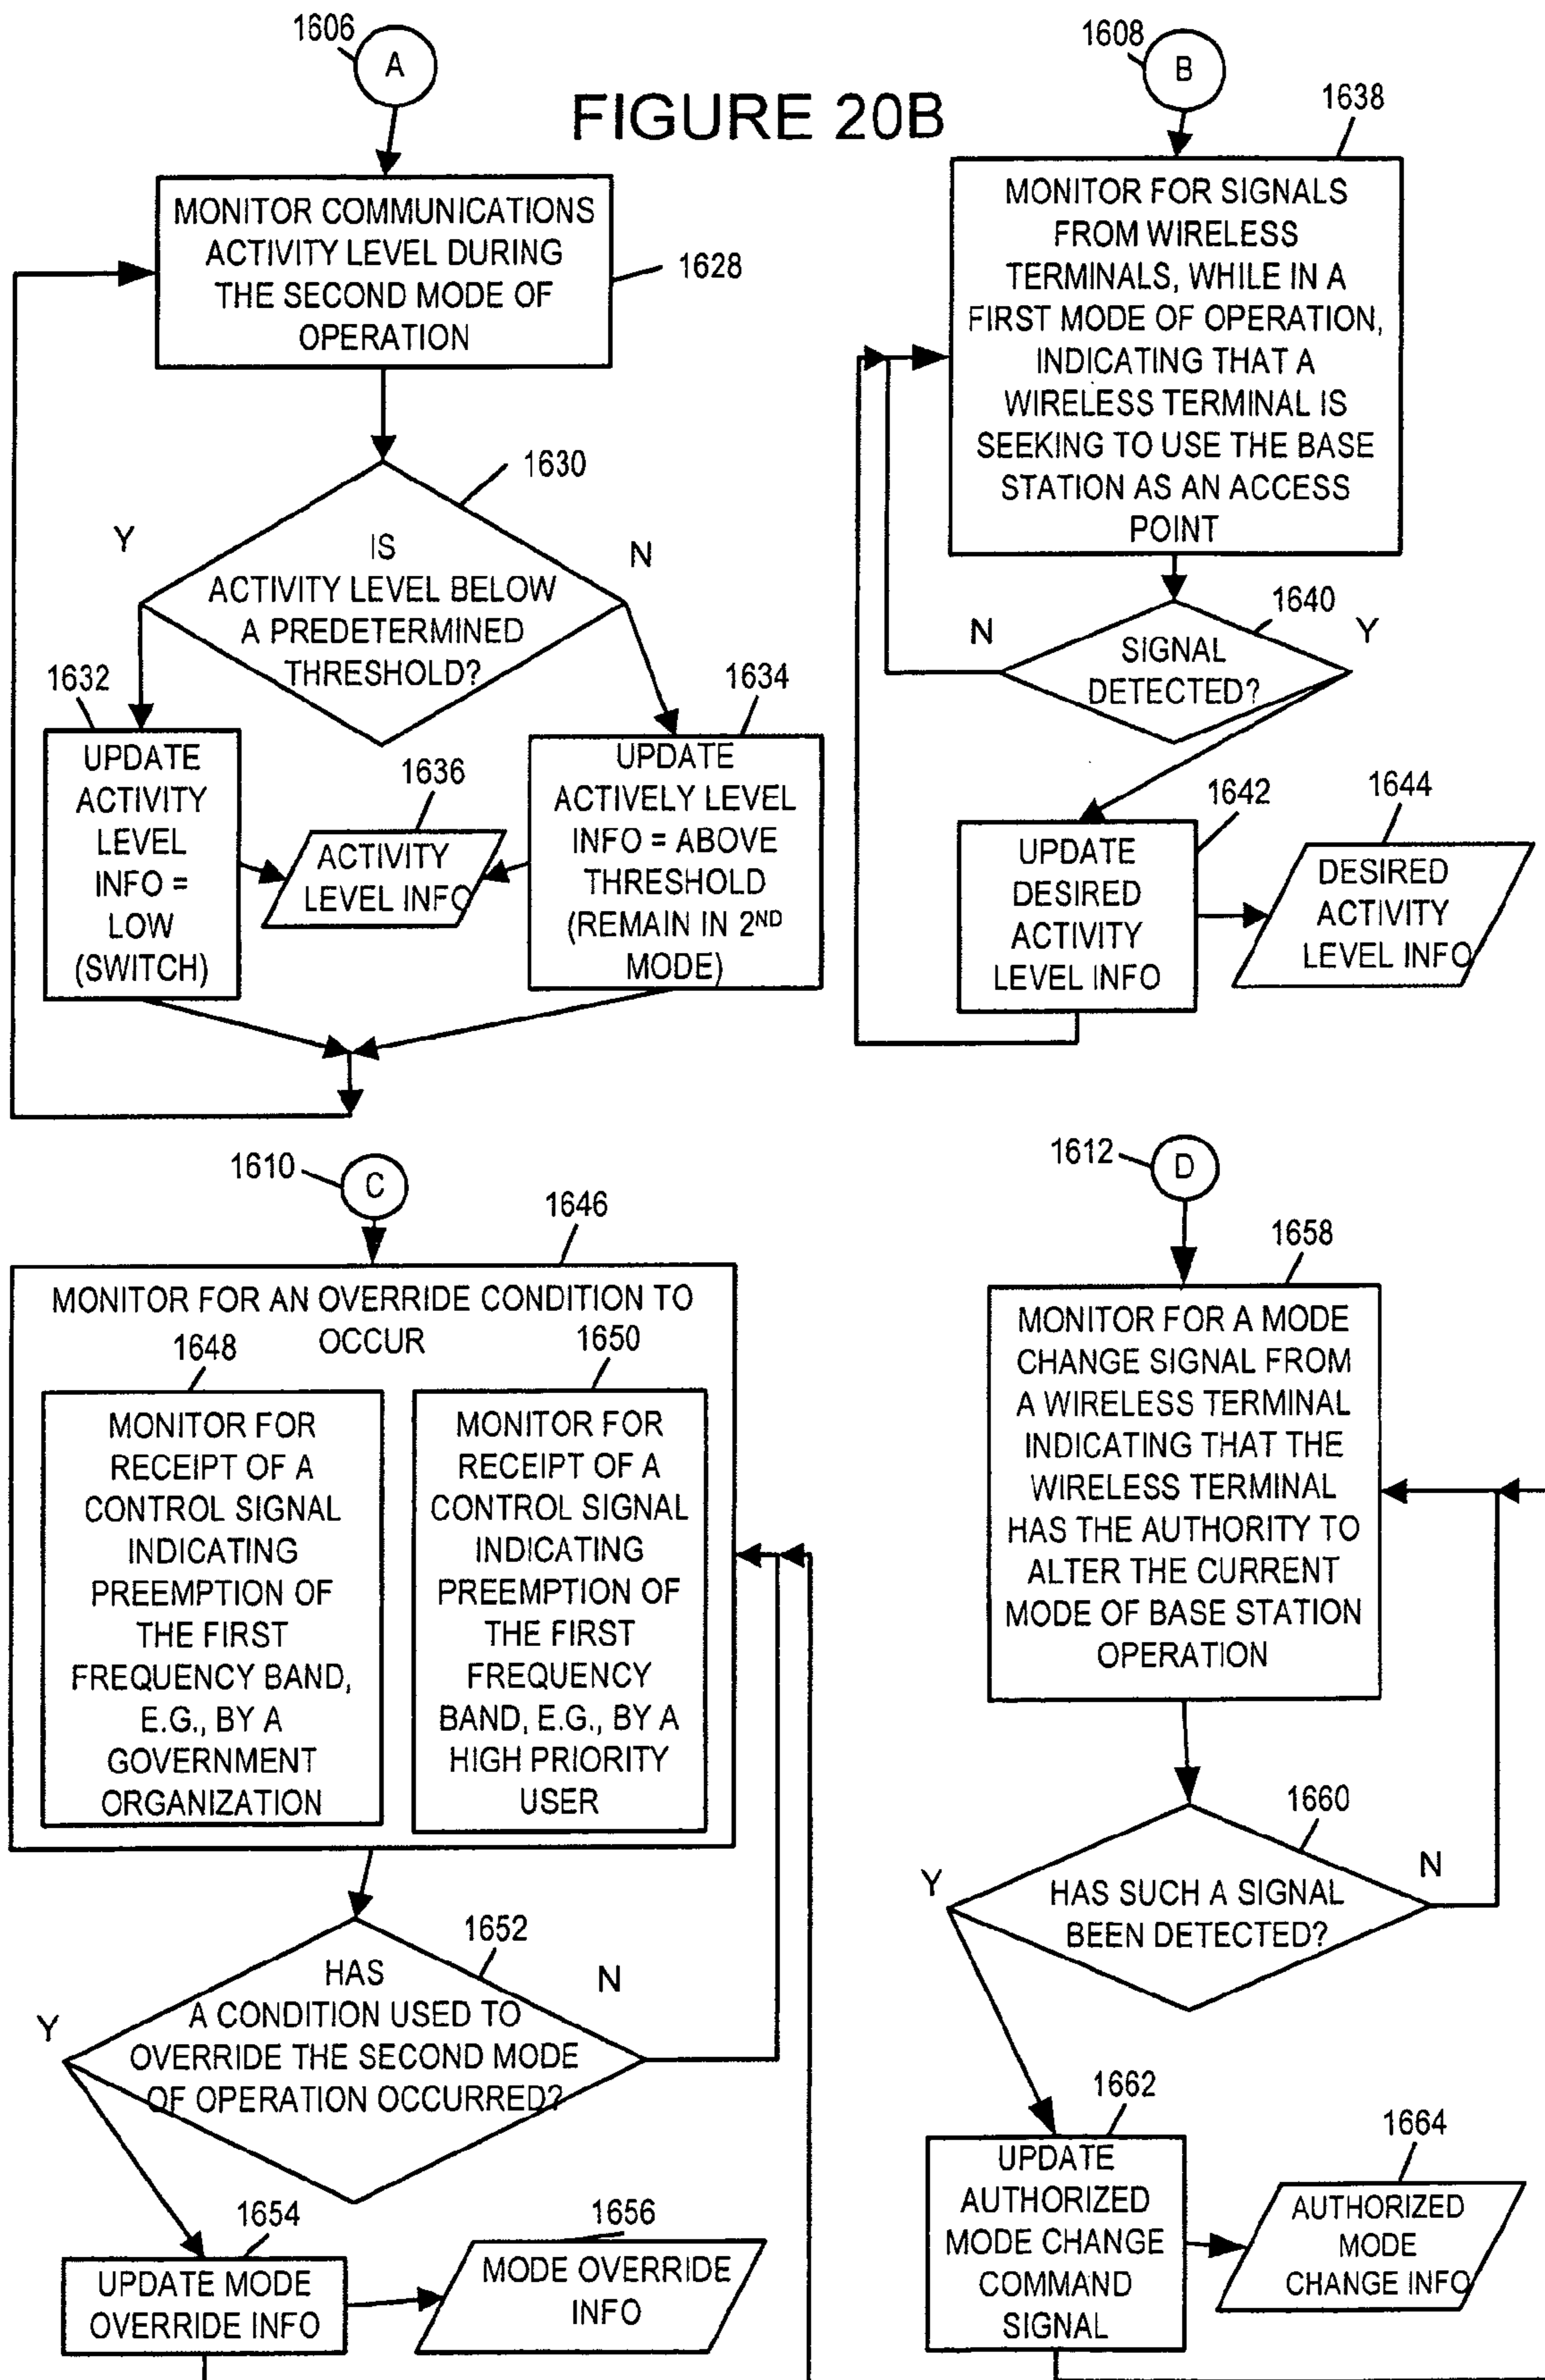 FIGURE 20B
1606
A
MONITOR COMMUNICATIONS
ACTIVITY LEVEL DURING
THE SECOND MODE OF
OPERATION
1628
1630
Y
N
IS
ACTIVITY LEVEL BELOW
A PREDETERMINED
THRESHOLD?
1632
UPDATE
ACTIVITY
LEVEL
INFO =
LOW
(SWITCH)
1636
ACTIVITY
LEVEL INFO
1634
UPDATE
ACTIVELY LEVEL
INFO = ABOVE
THRESHOLD
(REMAIN IN 2ND
MODE)
1608
B
1638
MONITOR FOR SIGNALS
FROM WIRELESS
TERMINALS, WHILE IN A
FIRST MODE OF OPERATION,
INDICATING THAT A
WIRELESS TERMINAL IS
SEEKING TO USE THE BASE
STATION AS AN ACCESS
POINT
1640
N
Y
SIGNAL
DETECTED?
1642
UPDATE
DESIRED
ACTIVITY
LEVEL INFO
1644
DESIRED
ACTIVITY
LEVEL INFO
1610
C
1646
MONITOR FOR AN OVERRIDE CONDITION TO
OCCUR
1648
MONITOR FOR
RECEIPT OF A
CONTROL SIGNAL
INDICATING
PREEMPTION OF
THE FIRST
FREQUENCY BAND,
E.G., BY A
GOVERNMENT
ORGANIZATION
1650
MONITOR FOR
RECEIPT OF A
CONTROL SIGNAL
INDICATING
PREEMPTION OF
THE FIRST
FREQUENCY
BAND, E.G., BY A
HIGH PRIORITY
USER
1652
Y
N
HAS
A CONDITION USED TO
OVERRIDE THE SECOND MODE
OF OPERATION OCCURRED?
1654
UPDATE MODE
OVERRIDE INFO
1656
MODE OVERRIDE
INFO
1612
D
1658
MONITOR FOR A MODE
CHANGE SIGNAL FROM
A WIRELESS TERMINAL
INDICATING THAT THE
WIRELESS TERMINAL
HAS THE AUTHORITY TO
ALTER THE CURRENT
MODE OF BASE STATION
OPERATION
1660
Y
N
HAS SUCH A SIGNAL
BEEN DETECTED?
1662
UPDATE
AUTHORIZED
MODE CHANGE
COMMAND
SIGNAL
1664
AUTHORIZED
MODE
CHANGE INFO